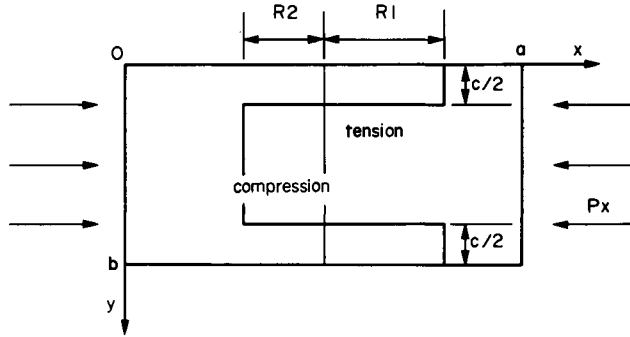 R2
R1
O
a
x
c/2
tension
compression
Px
c/2
b
y